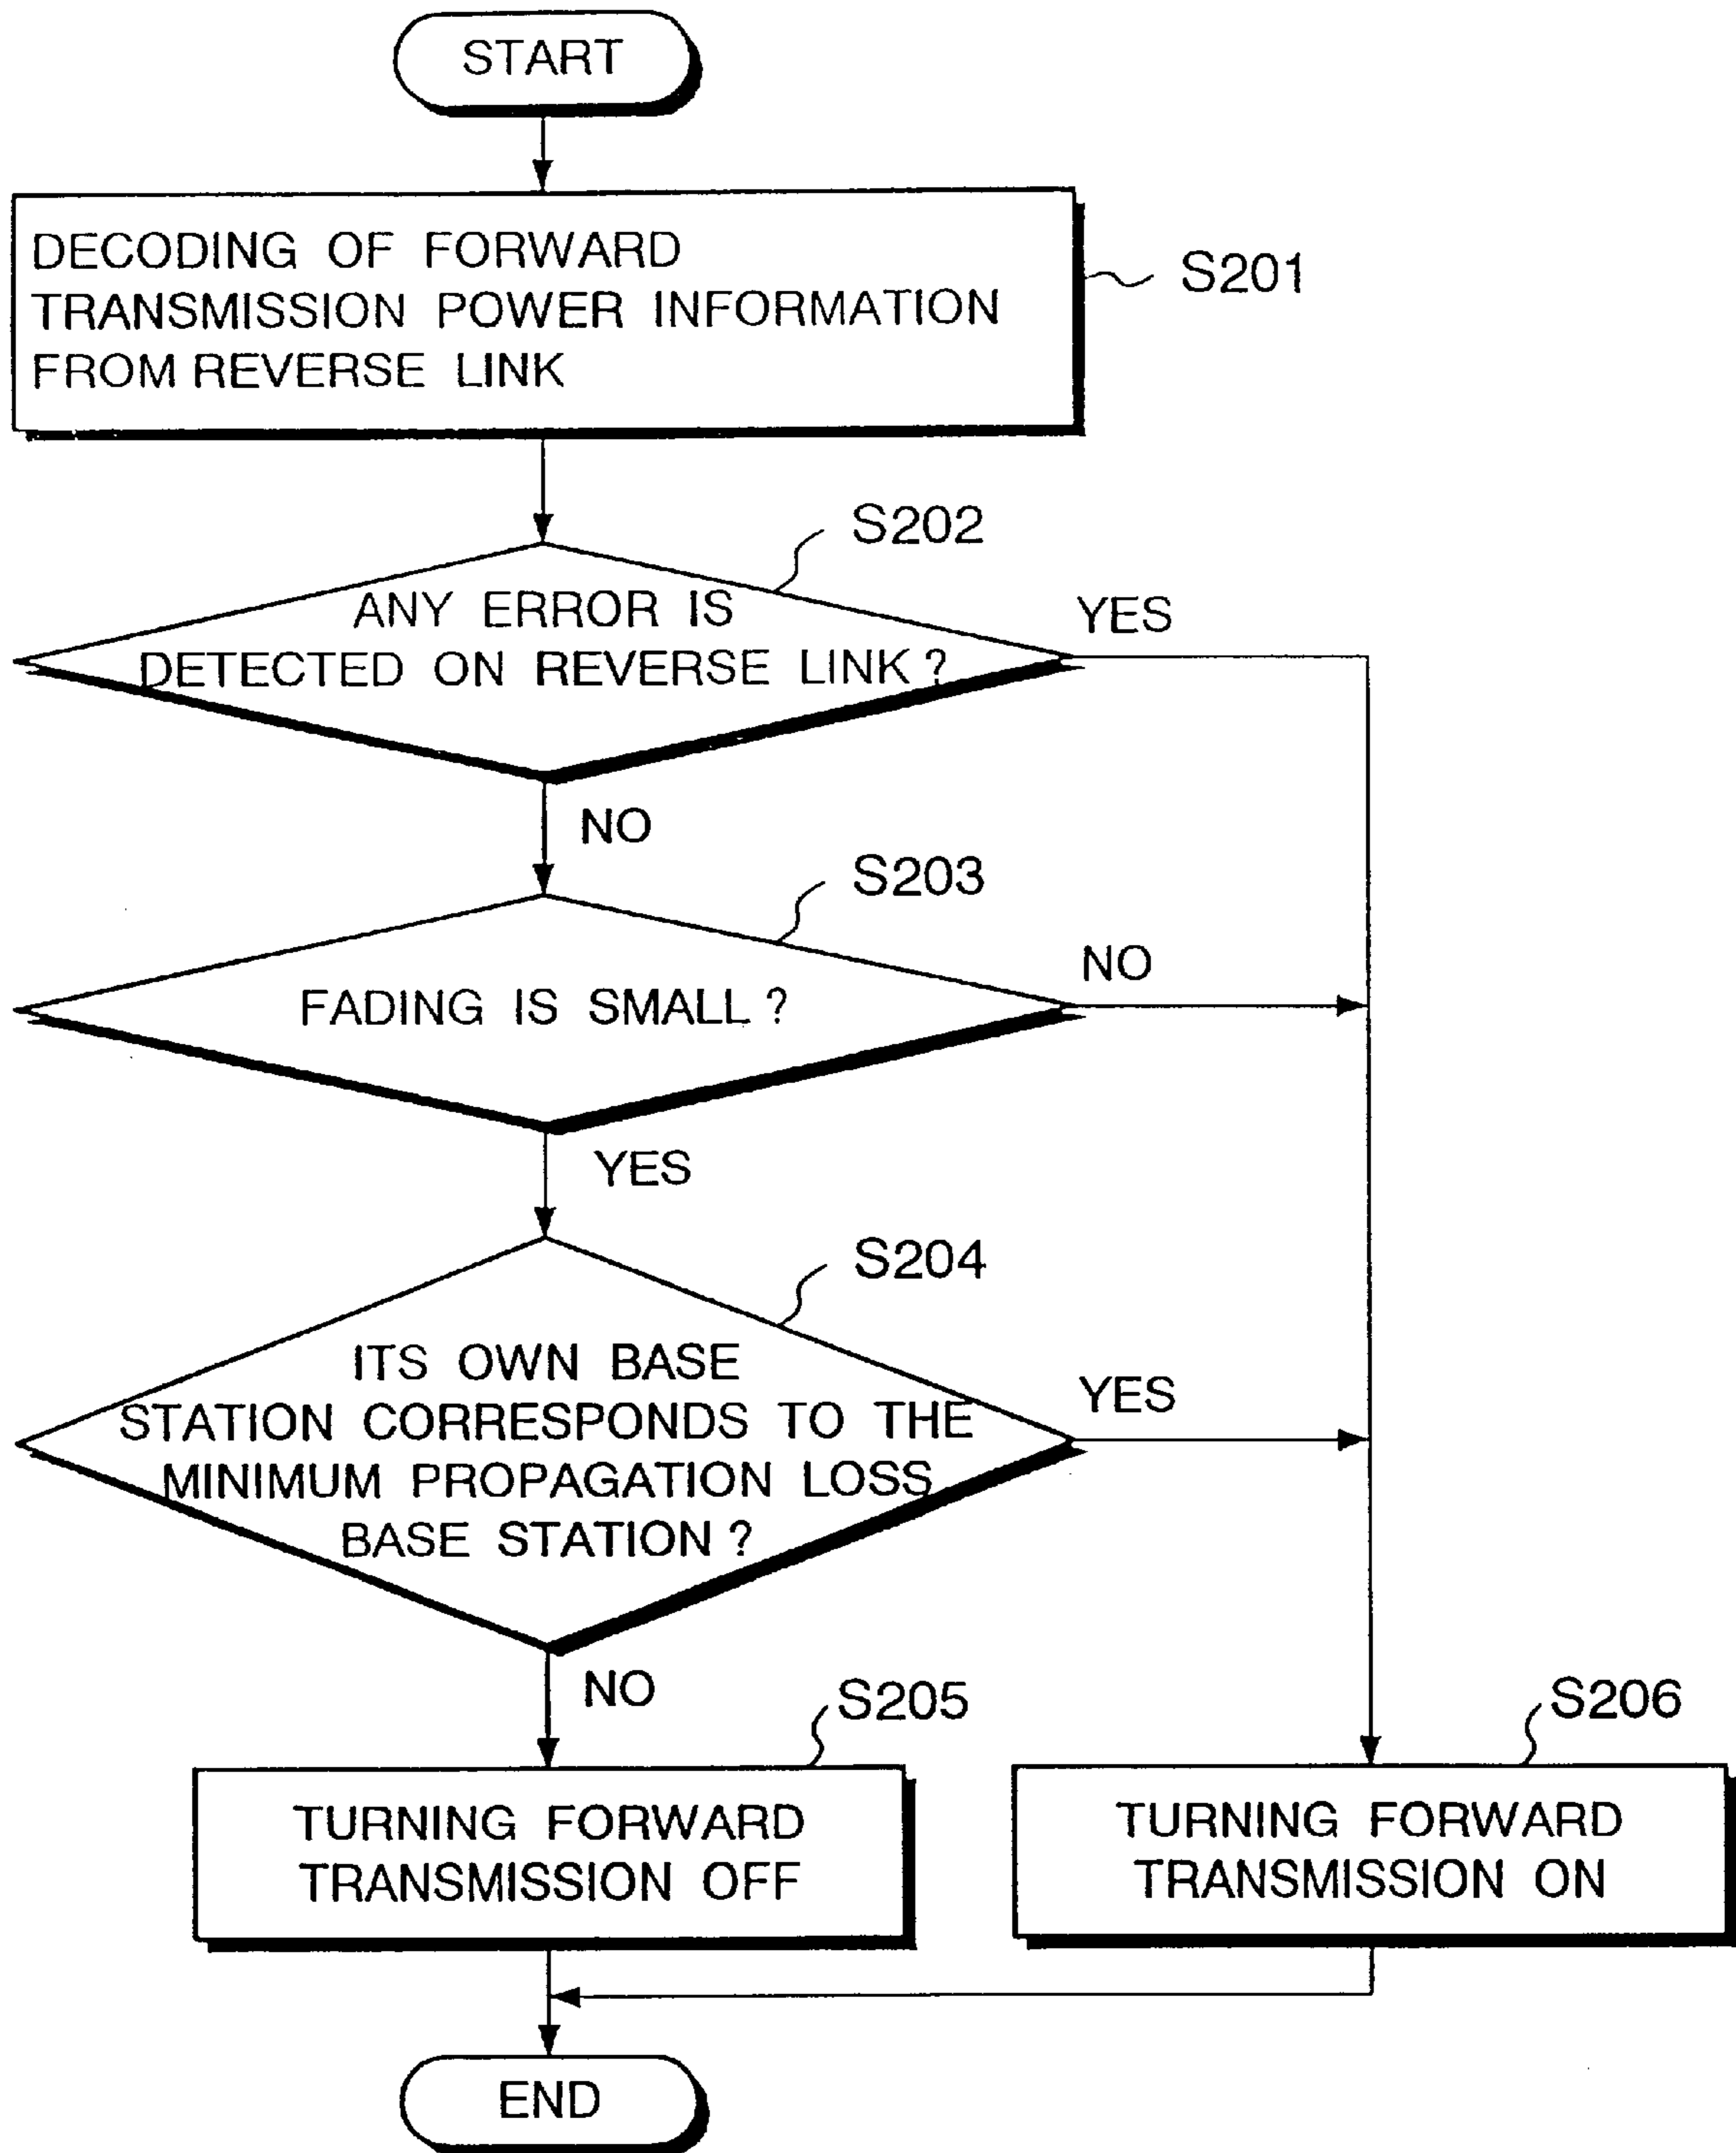 START
DECODING OF FORWARD
TRANSMISSION POWER INFORMATION
FROM REVERSE LINK
S201
S202
ANY ERROR IS
DETECTED ON REVERSE LINK ?
YES
NO
S203
FADING IS SMALL ?
NO
YES
S204
ITS OWN BASE
STATION CORRESPONDS TO THE
MINIMUM PROPAGATION LOSS
BASE STATION ?
YES
NO
S205
TURNING FORWARD
TRANSMISSION OFF
S206
TURNING FORWARD
TRANSMISSION ON
END